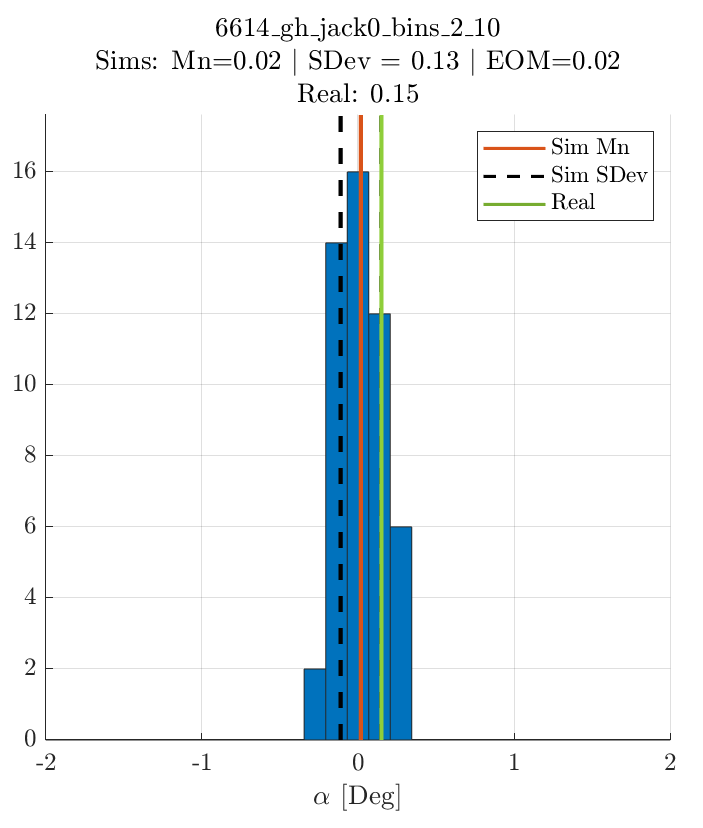 6614_gh_jack0_bins_2_10
Sims: Mn=0.02 | SDev = 0.13 | EOM=0.02
Real: 0.15
Sim Mn
Sim SDev
Real
16
14
12
10
8
6
4
2
0
-2 -1 0 1 2
α [Deg]